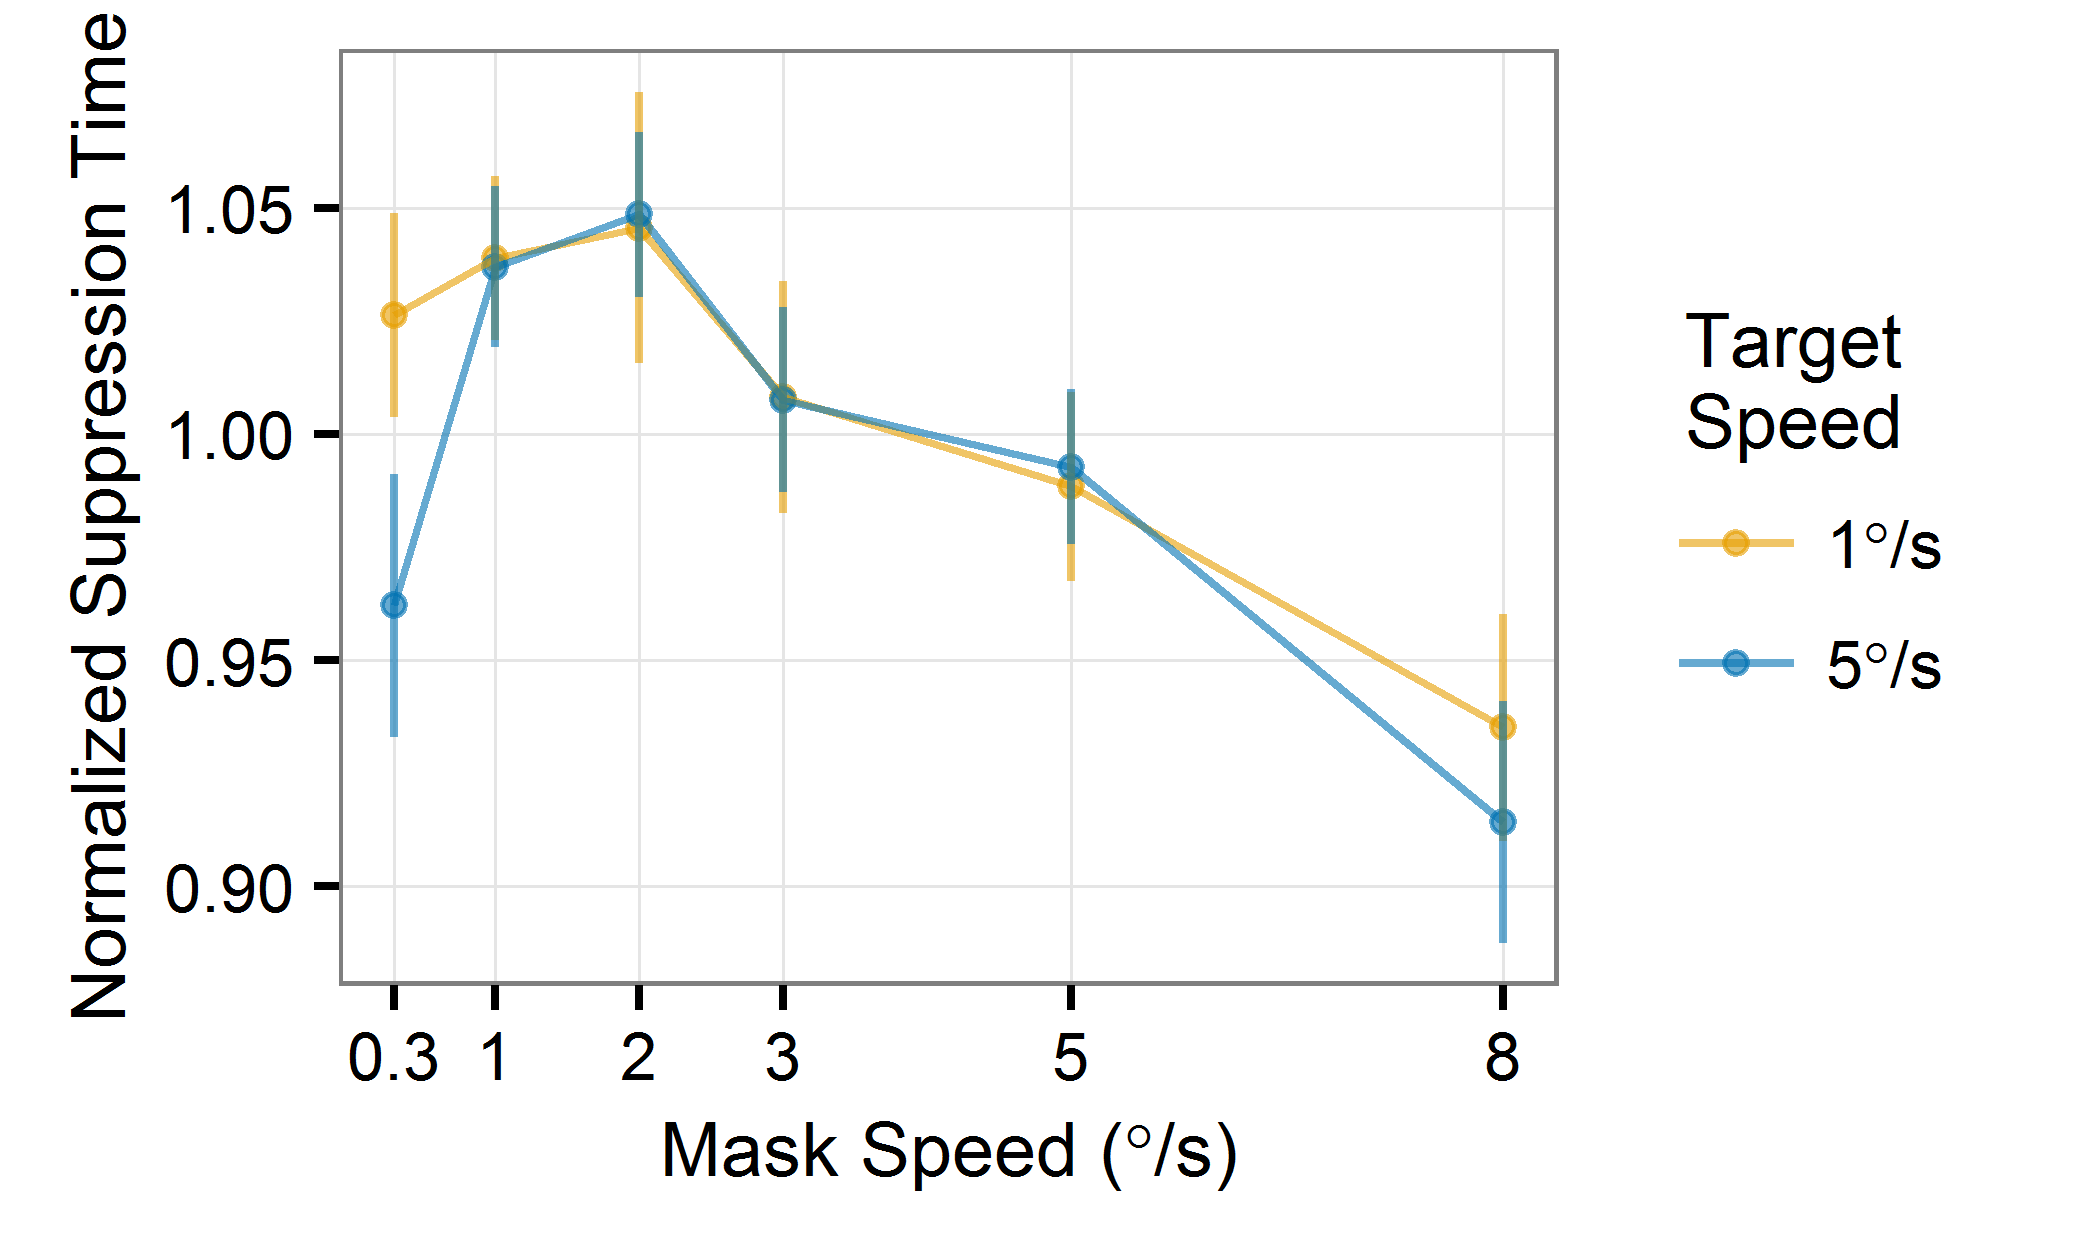 Normalized Suppression Time
1.05
1.00
0.95
0.90
0.3 1 2 3 5 8
Mask Speed (°/s)
Target
Speed
1°/s
5°/s